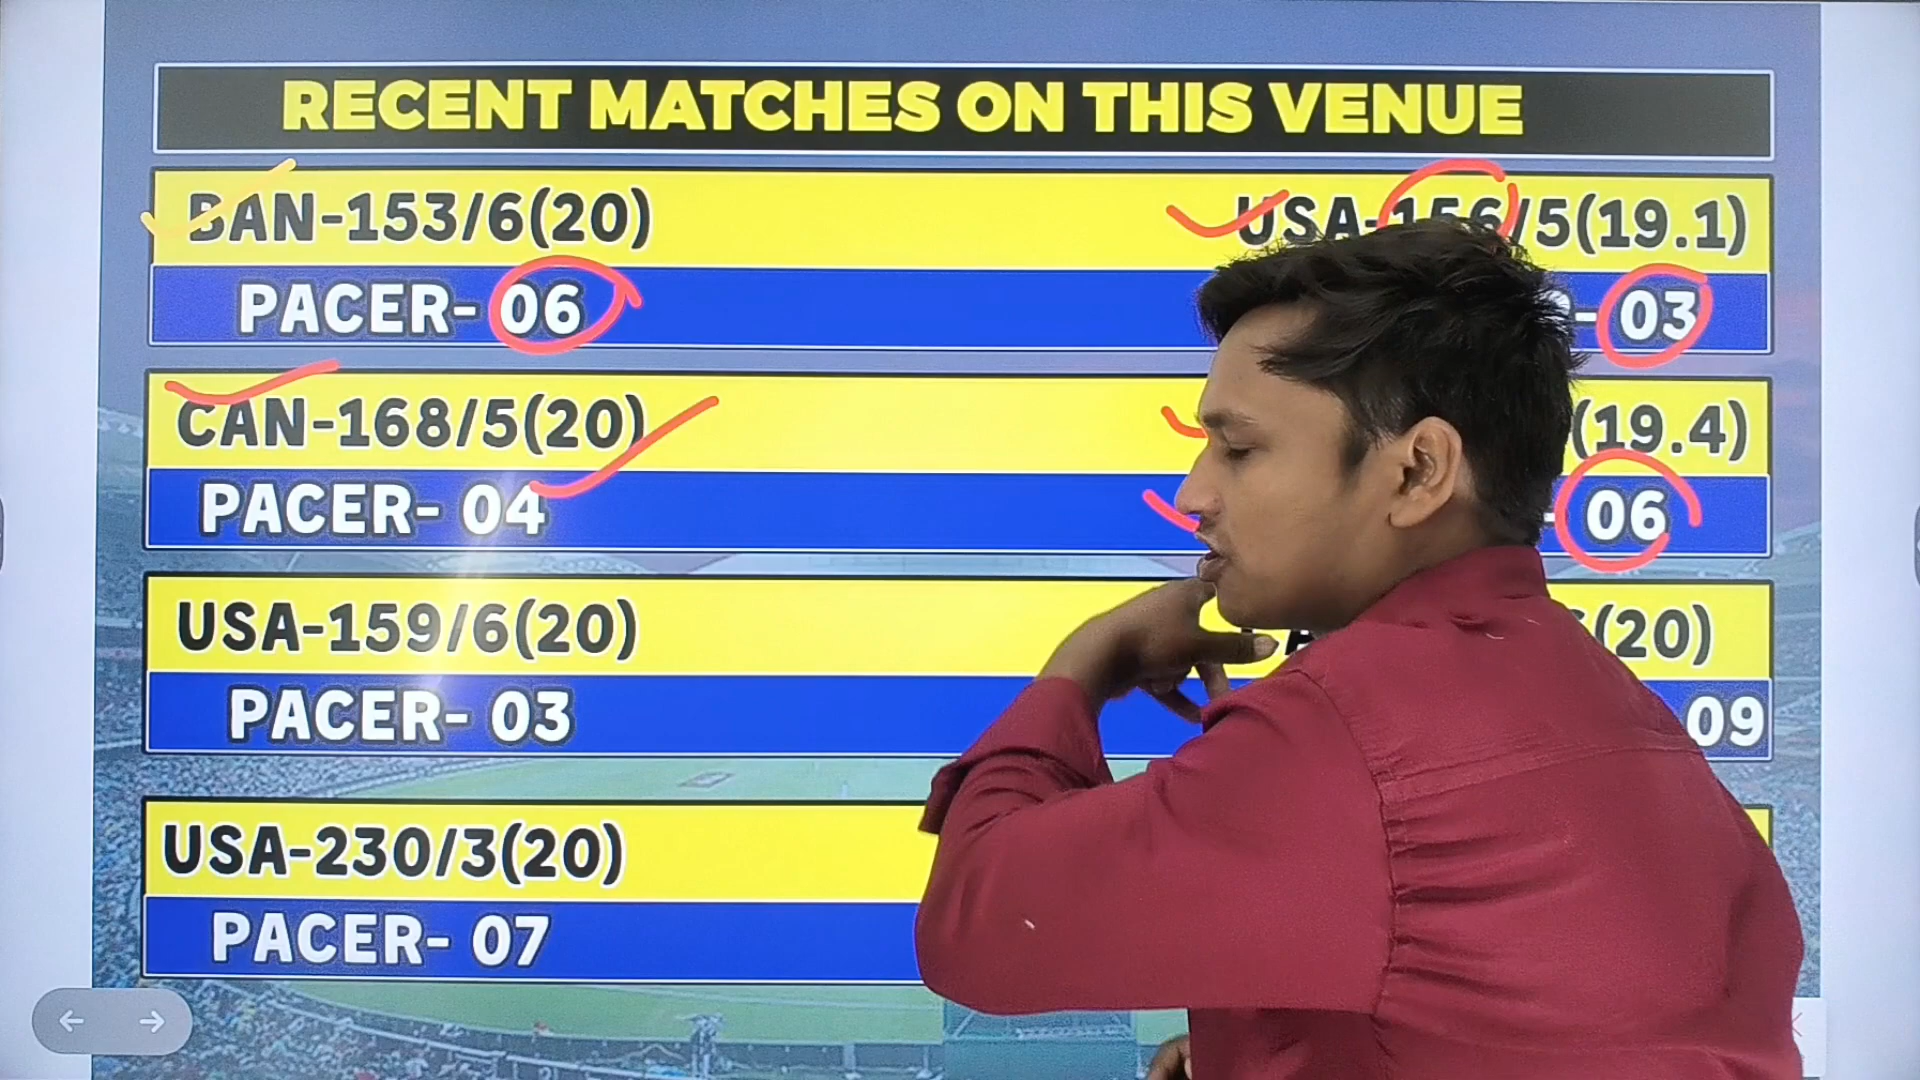 RECENT MATCHES ON THIS VENUE
BAN-153/6(20)
USA-156/5(19.1)
PACER- 06
- 03
CAN-168/5(20)
(19.4)
PACER- 04
- 06
USA-159/6(20)
(20)
PACER- 03
09
USA-230/3(20)
PACER- 07